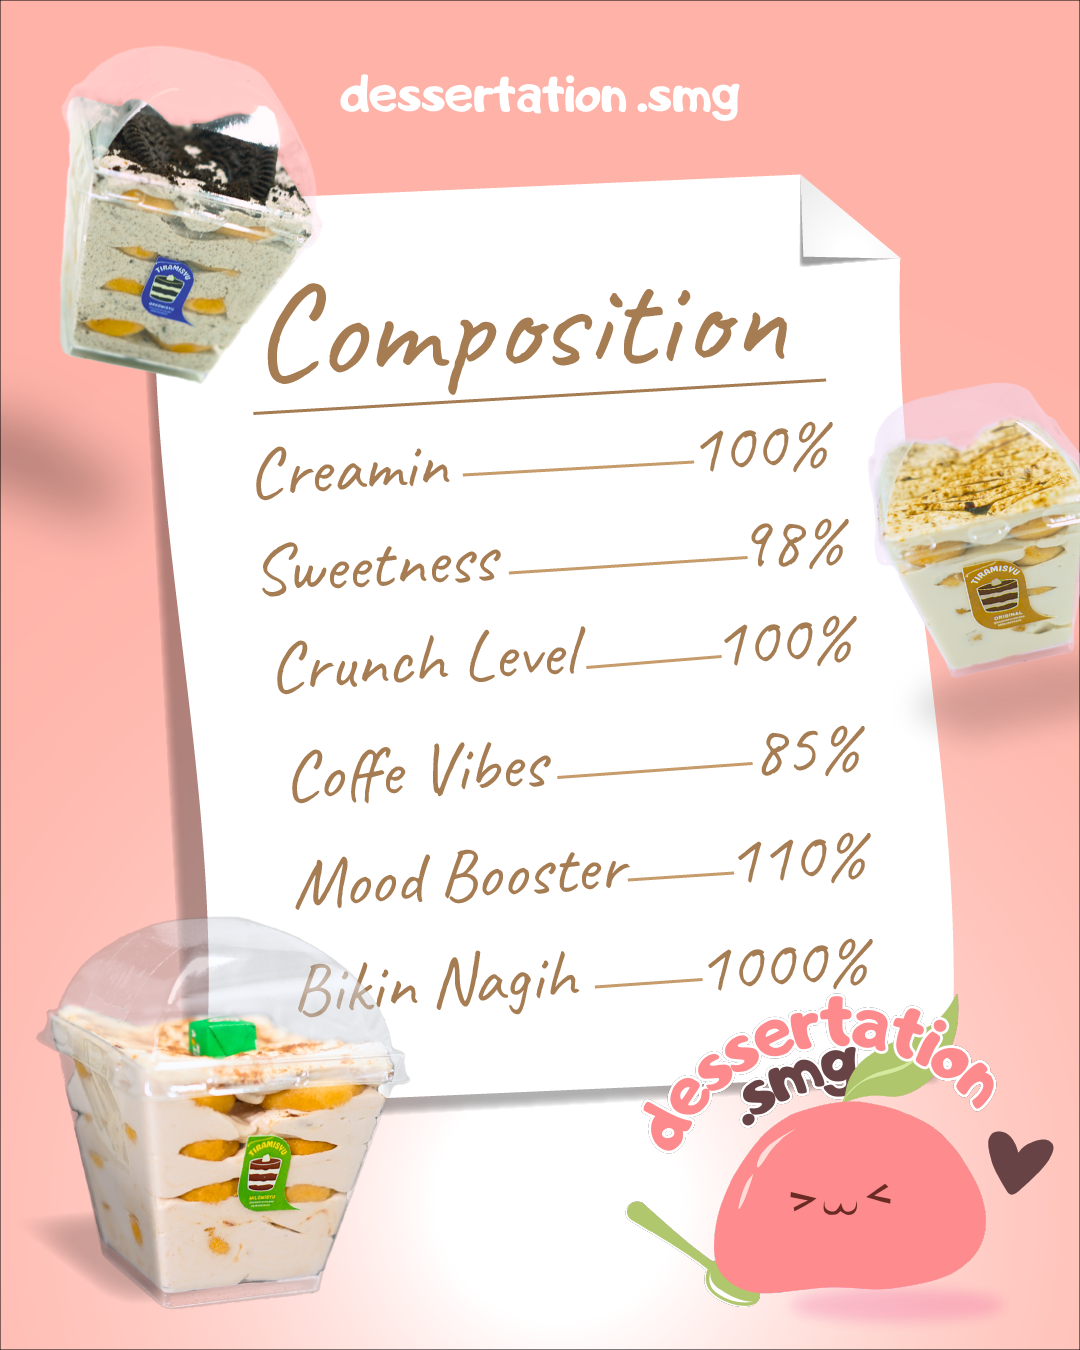 dessertation .smg
Composition
Creamin 100%
Sweetness 98%
Crunch Level 100%
Coffe Vibes 85%
Mood Booster 110%
Bikin Nagih 1000%
TIRAMISYU
TIRAMISYU
ORIGINAL
TIRAMISYU
MILOMISYU
dessertation
.smg